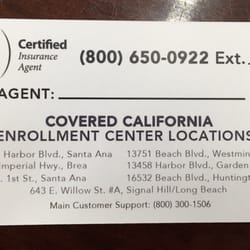 Certified
Insurance
Agent
(800) 650-0922 Ext.
AGENT:
COVERED CALIFORNIA
ENROLLMENT CENTER LOCATIONS
Harbor Blvd., Santa Ana 13751 Beach Blvd., Westmin
Imperial Hwy., Brea 13458 Harbor Blvd., Garden
. 1st St., Santa Ana 16532 Beach Blvd., Hunting
643 E. Willow St. #A, Signal Hill/Long Beach
Main Customer Support: (800) 300-1506